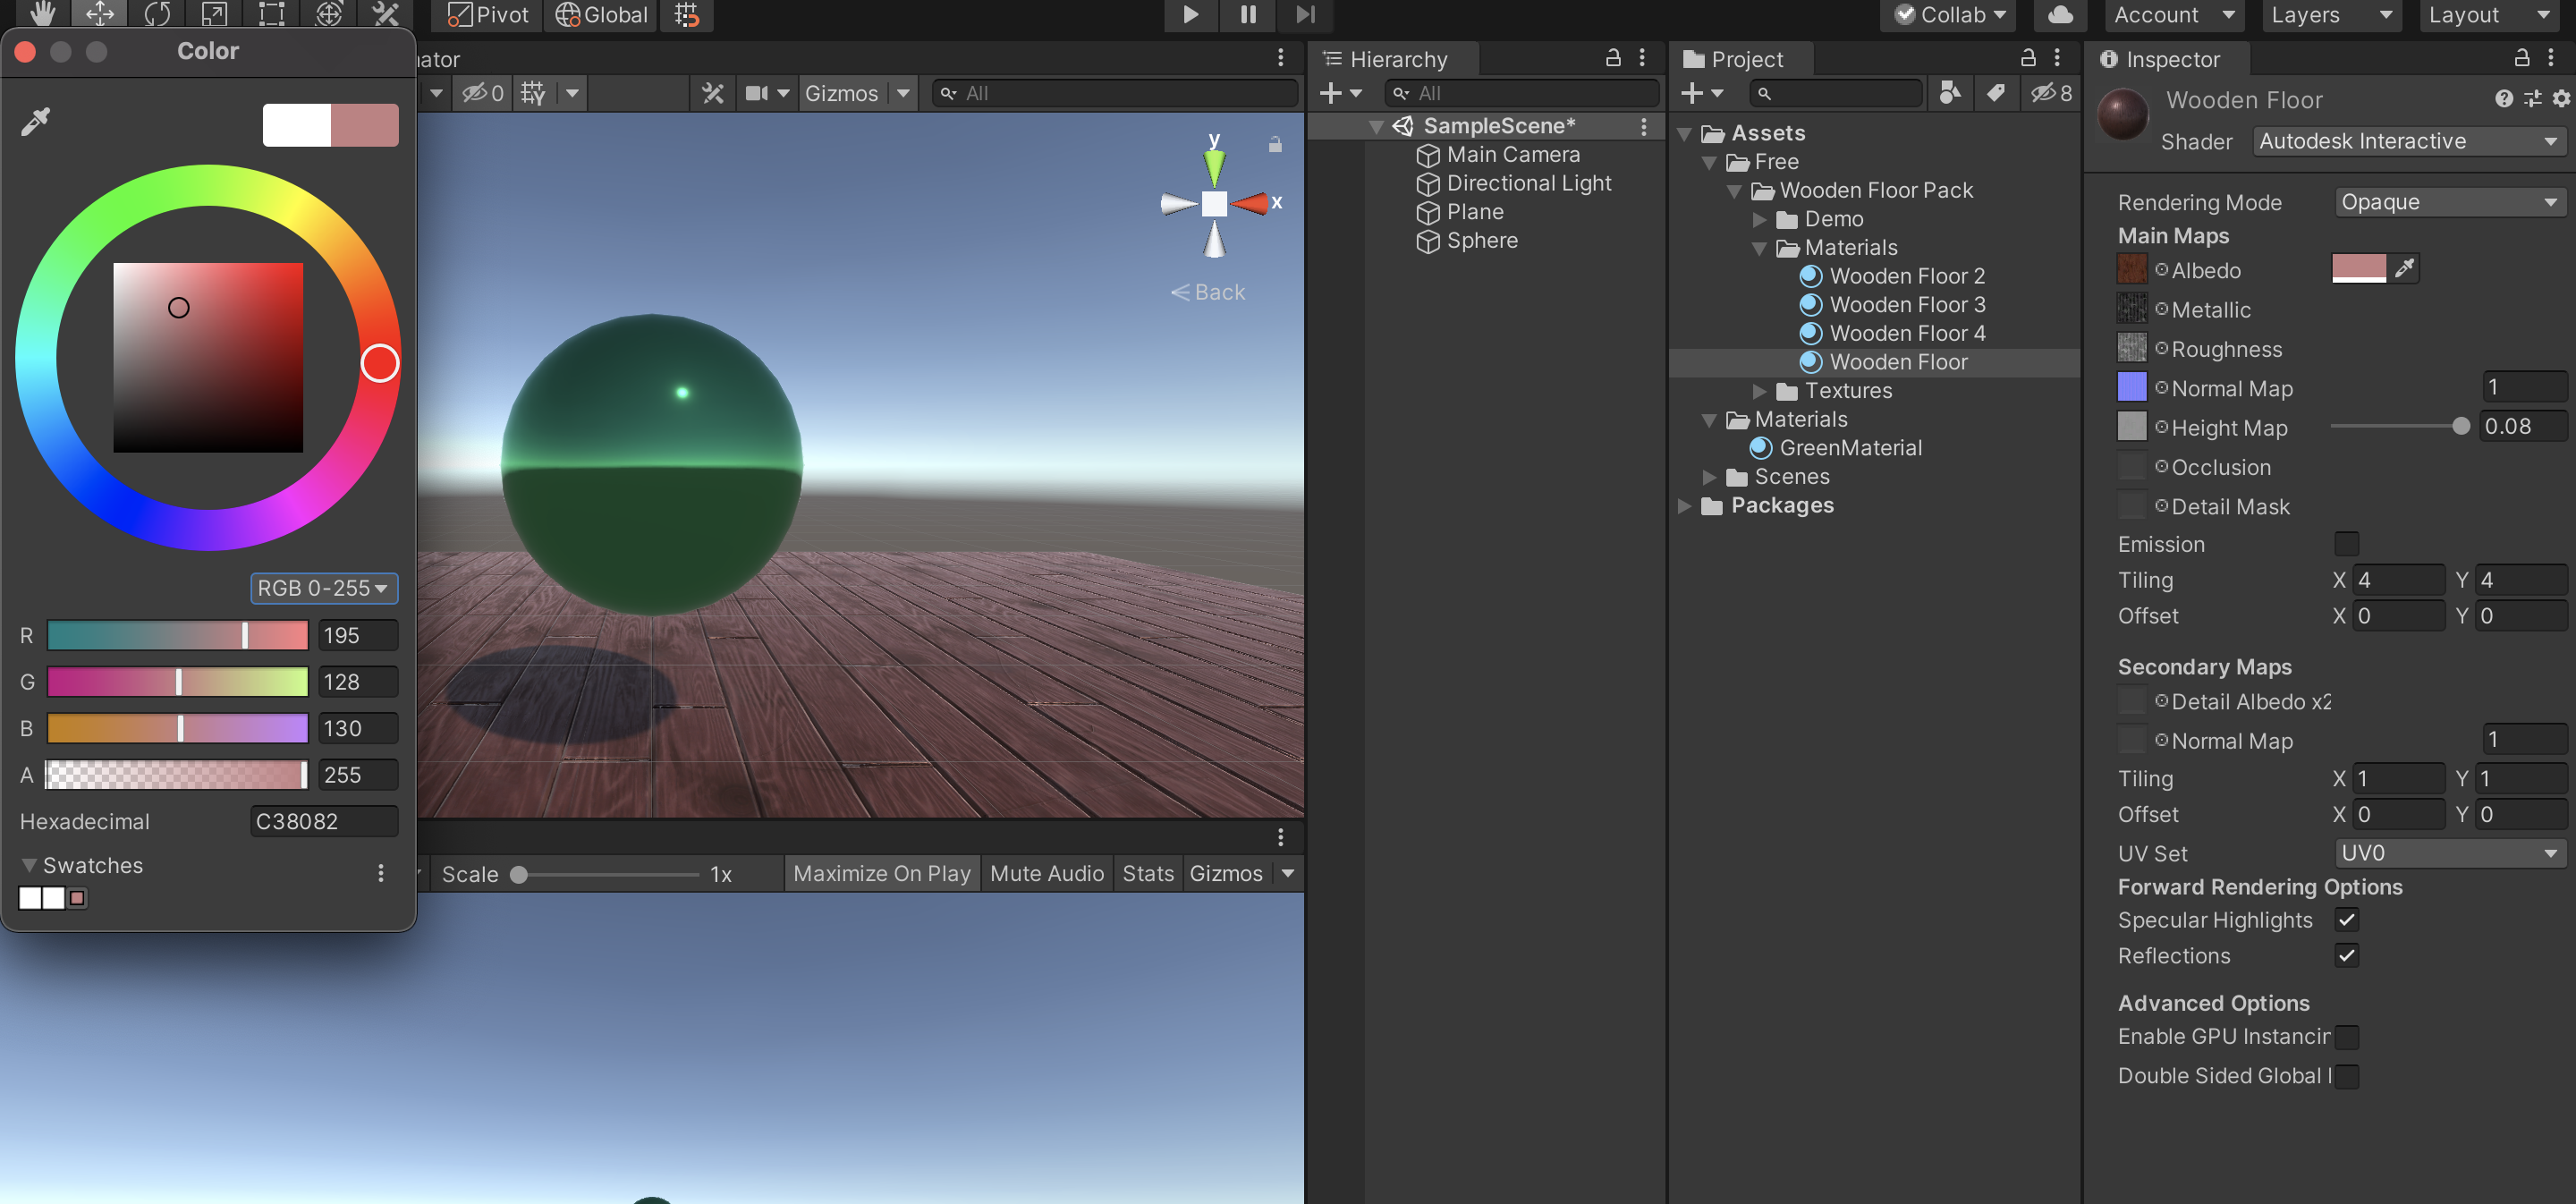 Pivot Global
Collab Account Layers Layout
Color
RGB 0-255
R 195
G 128
B 130
A 255
Hexadecimal C38082
Swatches
ator
0 Gizmos All
y
x
Back
Scale 1x Maximize On Play Mute Audio Stats Gizmos
Hierarchy
All
SampleScene*
Main Camera
Directional Light
Plane
Sphere
Project
8
Assets
Free
Wooden Floor Pack
Demo
Materials
Wooden Floor 2
Wooden Floor 3
Wooden Floor 4
Wooden Floor
Textures
Materials
GreenMaterial
Scenes
Packages
Inspector
Wooden Floor
Shader Autodesk Interactive
Rendering Mode Opaque
Main Maps
Albedo
Metallic
Roughness
Normal Map 1
Height Map 0.08
Occlusion
Detail Mask
Emission
Tiling X 4 Y 4
Offset X 0 Y 0
Secondary Maps
Detail Albedo x2
Normal Map 1
Tiling X 1 Y 1
Offset X 0 Y 0
UV Set UV0
Forward Rendering Options
Specular Highlights
Reflections
Advanced Options
Enable GPU Instancin
Double Sided Global I